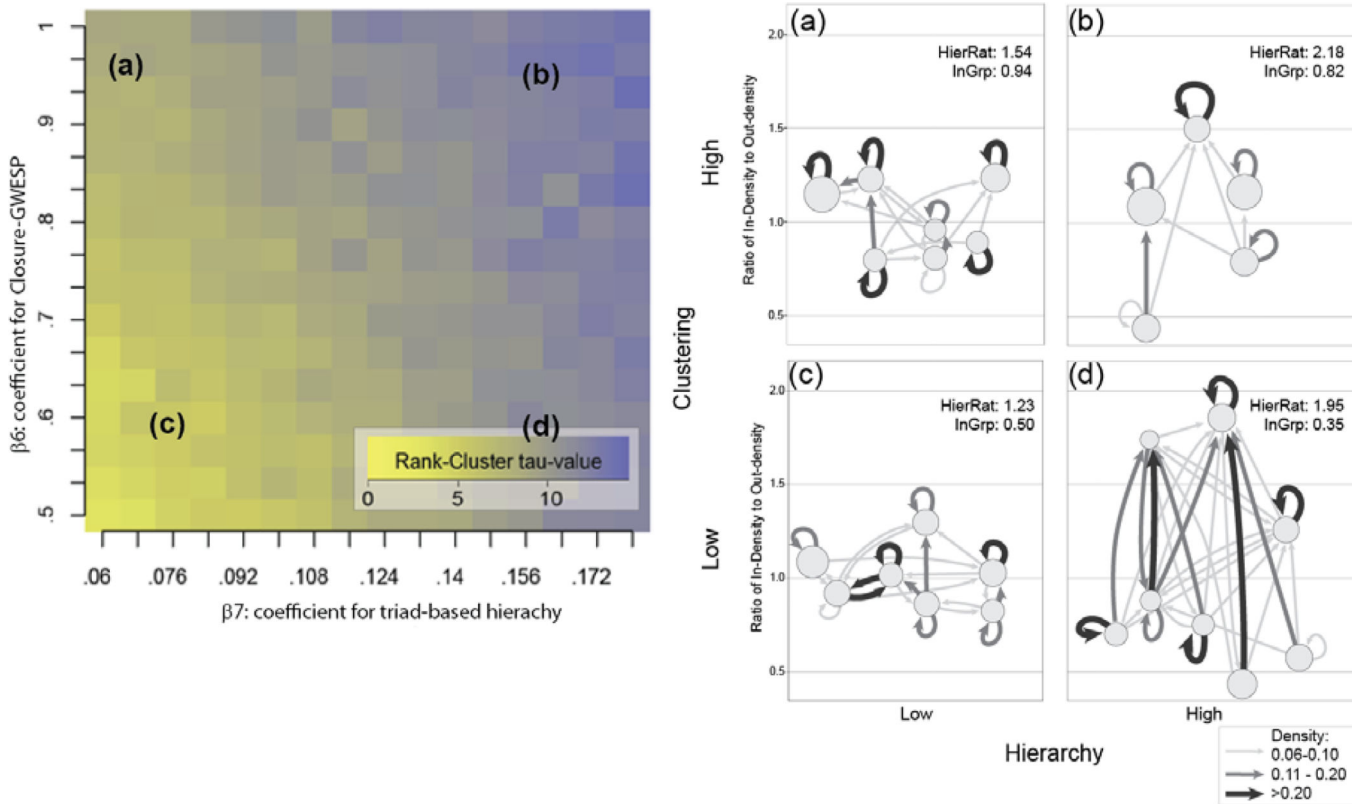 β6: coefficient for Closure-GWESP
1
.9
.8
.7
.6
.5
(a)
(b)
(c)
(d)
Rank-Cluster tau-value
0 5 10
.06 .076 .092 .108 .124 .14 .156 .172
β7: coefficient for triad-based hierachy
Clustering
High
Low
Ratio of In-Density to Out-density
2.0
1.5
1.0
0.5
(a)
HierRat: 1.54
InGrp: 0.94
(b)
HierRat: 2.18
InGrp: 0.82
Ratio of In-Density to Out-density
2.0
1.5
1.0
0.5
(c)
HierRat: 1.23
InGrp: 0.50
(d)
HierRat: 1.95
InGrp: 0.35
Low
High
Hierarchy
Density:
0.06-0.10
0.11 - 0.20
>0.20